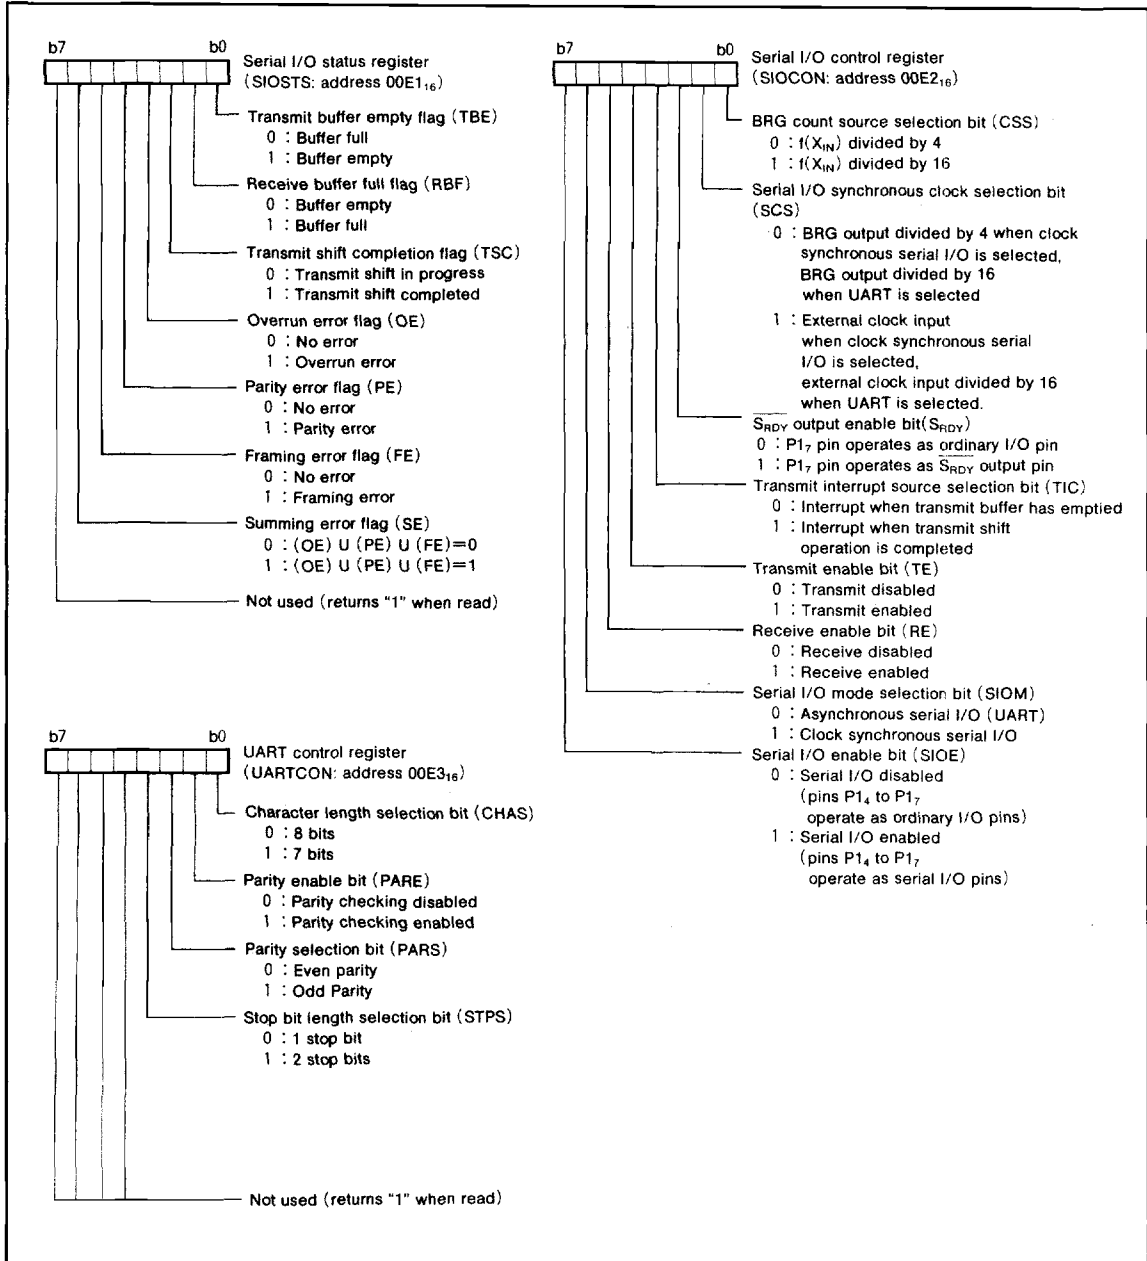 b7 b0
Serial I/O status register
(SIOSTS: address 00E1₁₆)
Transmit buffer empty flag (TBE)
0 : Buffer full
1 : Buffer empty
Receive buffer full flag (RBF)
0 : Buffer empty
1 : Buffer full
Transmit shift completion flag (TSC)
0 : Transmit shift in progress
1 : Transmit shift completed
Overrun error flag (OE)
0 : No error
1 : Overrun error
Parity error flag (PE)
0 : No error
1 : Parity error
Framing error flag (FE)
0 : No error
1 : Framing error
Summing error flag (SE)
0 : (OE) U (PE) U (FE)=0
1 : (OE) U (PE) U (FE)=1
Not used (returns "1" when read)
b7 b0
UART control register
(UARTCON: address 00E3₁₆)
Character length selection bit (CHAS)
0 : 8 bits
1 : 7 bits
Parity enable bit (PARE)
0 : Parity checking disabled
1 : Parity checking enabled
Parity selection bit (PARS)
0 : Even parity
1 : Odd Parity
Stop bit length selection bit (STPS)
0 : 1 stop bit
1 : 2 stop bits
Not used (returns "1" when read)
b7 b0
Serial I/O control register
(SIOCON: address 00E2₁₆)
BRG count source selection bit (CSS)
0 : f(X_IN) divided by 4
1 : f(X_IN) divided by 16
Serial I/O synchronous clock selection bit
(SCS)
0 : BRG output divided by 4 when clock
synchronous serial I/O is selected,
BRG output divided by 16
when UART is selected
1 : External clock input
when clock synchronous serial
I/O is selected,
external clock input divided by 16
when UART is selected.
S̅_R̅D̅Y̅ output enable bit(S_RDY)
0 : P1₇ pin operates as ordinary I/O pin
1 : P1₇ pin operates as S̅_R̅D̅Y̅ output pin
Transmit interrupt source selection bit (TIC)
0 : Interrupt when transmit buffer has emptied
1 : Interrupt when transmit shift
operation is completed
Transmit enable bit (TE)
0 : Transmit disabled
1 : Transmit enabled
Receive enable bit (RE)
0 : Receive disabled
1 : Receive enabled
Serial I/O mode selection bit (SIOM)
0 : Asynchronous serial I/O (UART)
1 : Clock synchronous serial I/O
Serial I/O enable bit (SIOE)
0 : Serial I/O disabled
(pins P1₄ to P1₇
operate as ordinary I/O pins)
1 : Serial I/O enabled
(pins P1₄ to P1₇
operate as serial I/O pins)